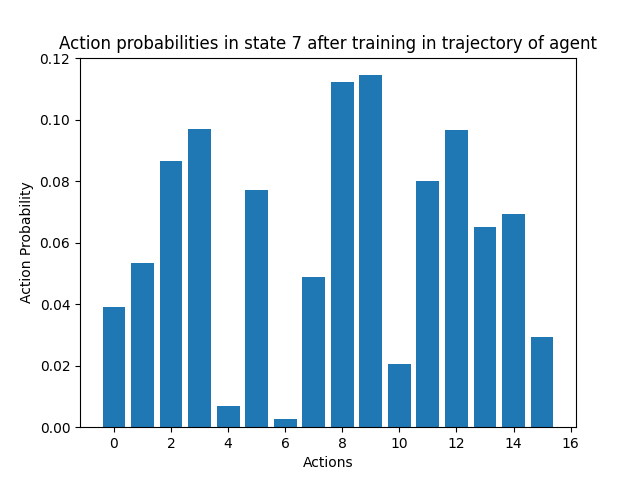 Action probabilities in state 7 after training in trajectory of agent
0.12
0.10
0.08
0.06
0.04
0.02
0.00
Action Probability
0 2 4 6 8 10 12 14 16
Actions